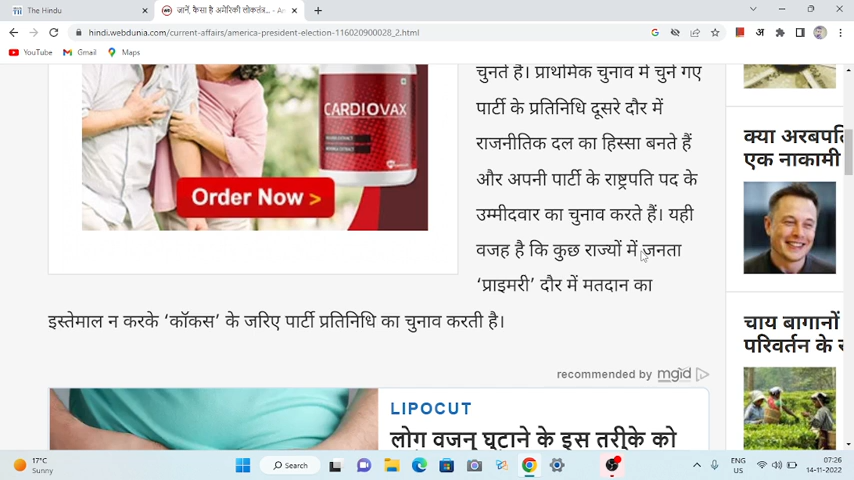 The Hindu
जानें, कैसा है अमेरिकी लोकतंत्र... - An
hindi.webdunia.com/current-affairs/america-president-election-116020900028_2.html
YouTube
Gmail
Maps
CARDIOVAX
Order Now >
चुनते हैं। प्राथमिक चुनाव में चुने गए
पार्टी के प्रतिनिधि दूसरे दौर में
राजनीतिक दल का हिस्सा बनते हैं
और अपनी पार्टी के राष्ट्रपति पद के
उम्मीदवार का चुनाव करते हैं। यही
वजह है कि कुछ राज्यों में जनता
‘प्राइमरी’ दौर में मतदान का
इस्तेमाल न करके ‘कॉकस’ के जरिए पार्टी प्रतिनिधि का चुनाव करती है।
क्या अरबपति
एक नाकामी
चाय बागानों
परिवर्तन के
recommended by mgid
LIPOCUT
लोग वजन घटाने के इस तरीके को
17°C
Sunny
Search
ENG
US
07:26
14-11-2022